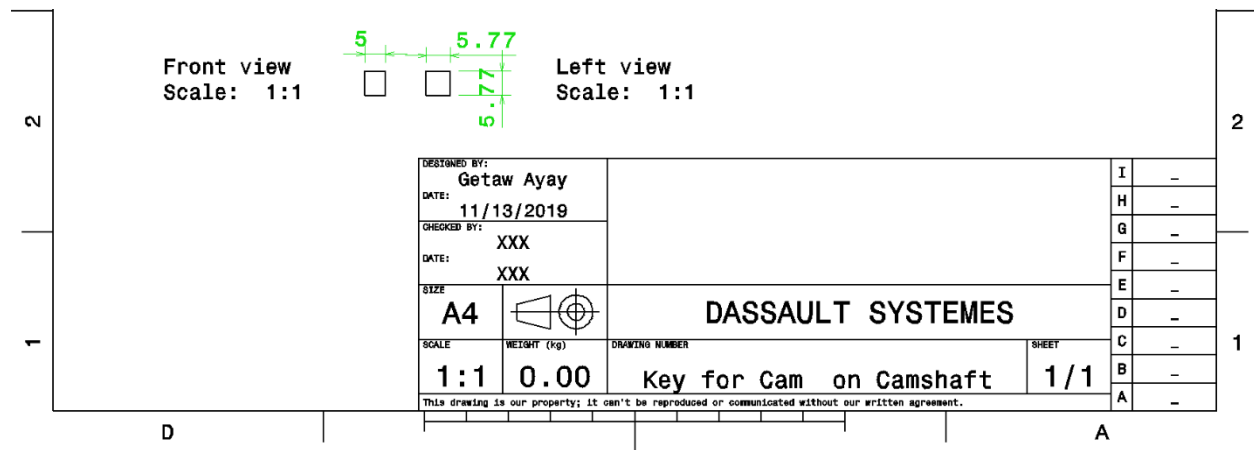 5 5.77
Front view
Scale: 1:1
5.77
Left view
Scale: 1:1
2
2
DESIGNED BY:
Getaw Ayay
DATE:
11/13/2019
CHECKED BY:
XXX
DATE:
XXX
SIZE
A4
DASSAULT SYSTEMES
SCALE
1:1
WEIGHT (kg)
0.00
DRAWING NUMBER
Key for Cam on Camshaft
SHEET
1/1
This drawing is our property; it can't be reproduced or communicated without our written agreement.
I _
H _
G _
F _
E _
D _
C _
B _
A _
1
1
D
A